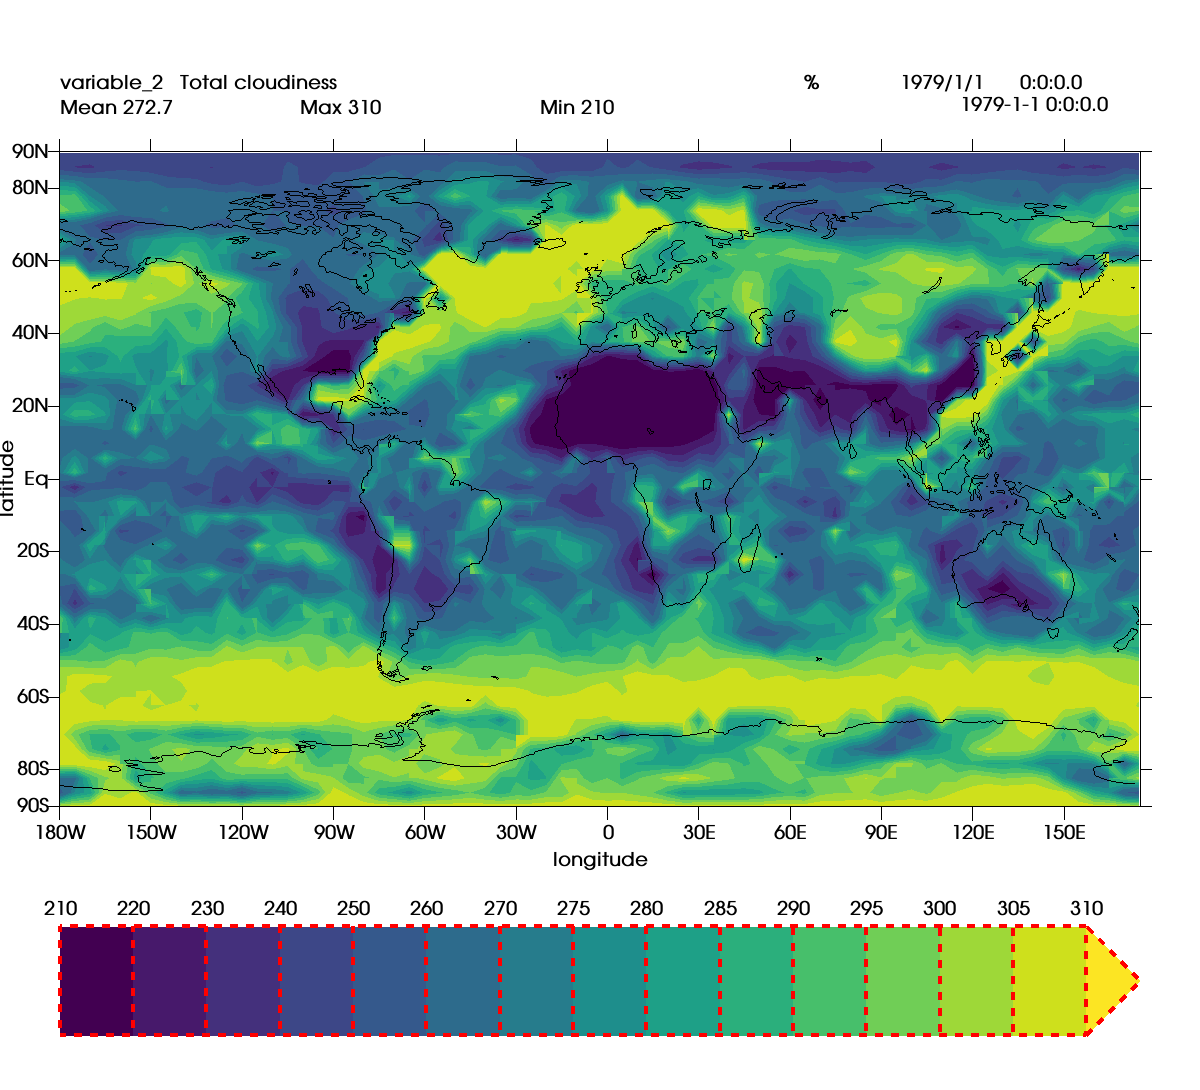 variable_2 Total cloudiness % 1979/1/1 0:0:0.0
Mean 272.7 Max 310 Min 210 1979-1-1 0:0:0.0
90N
80N
60N
40N
20N
Eq
20S
40S
60S
80S
90S
latitude
180W 150W 120W 90W 60W 30W 0 30E 60E 90E 120E 150E
longitude
210 220 230 240 250 260 270 275 280 285 290 295 300 305 310